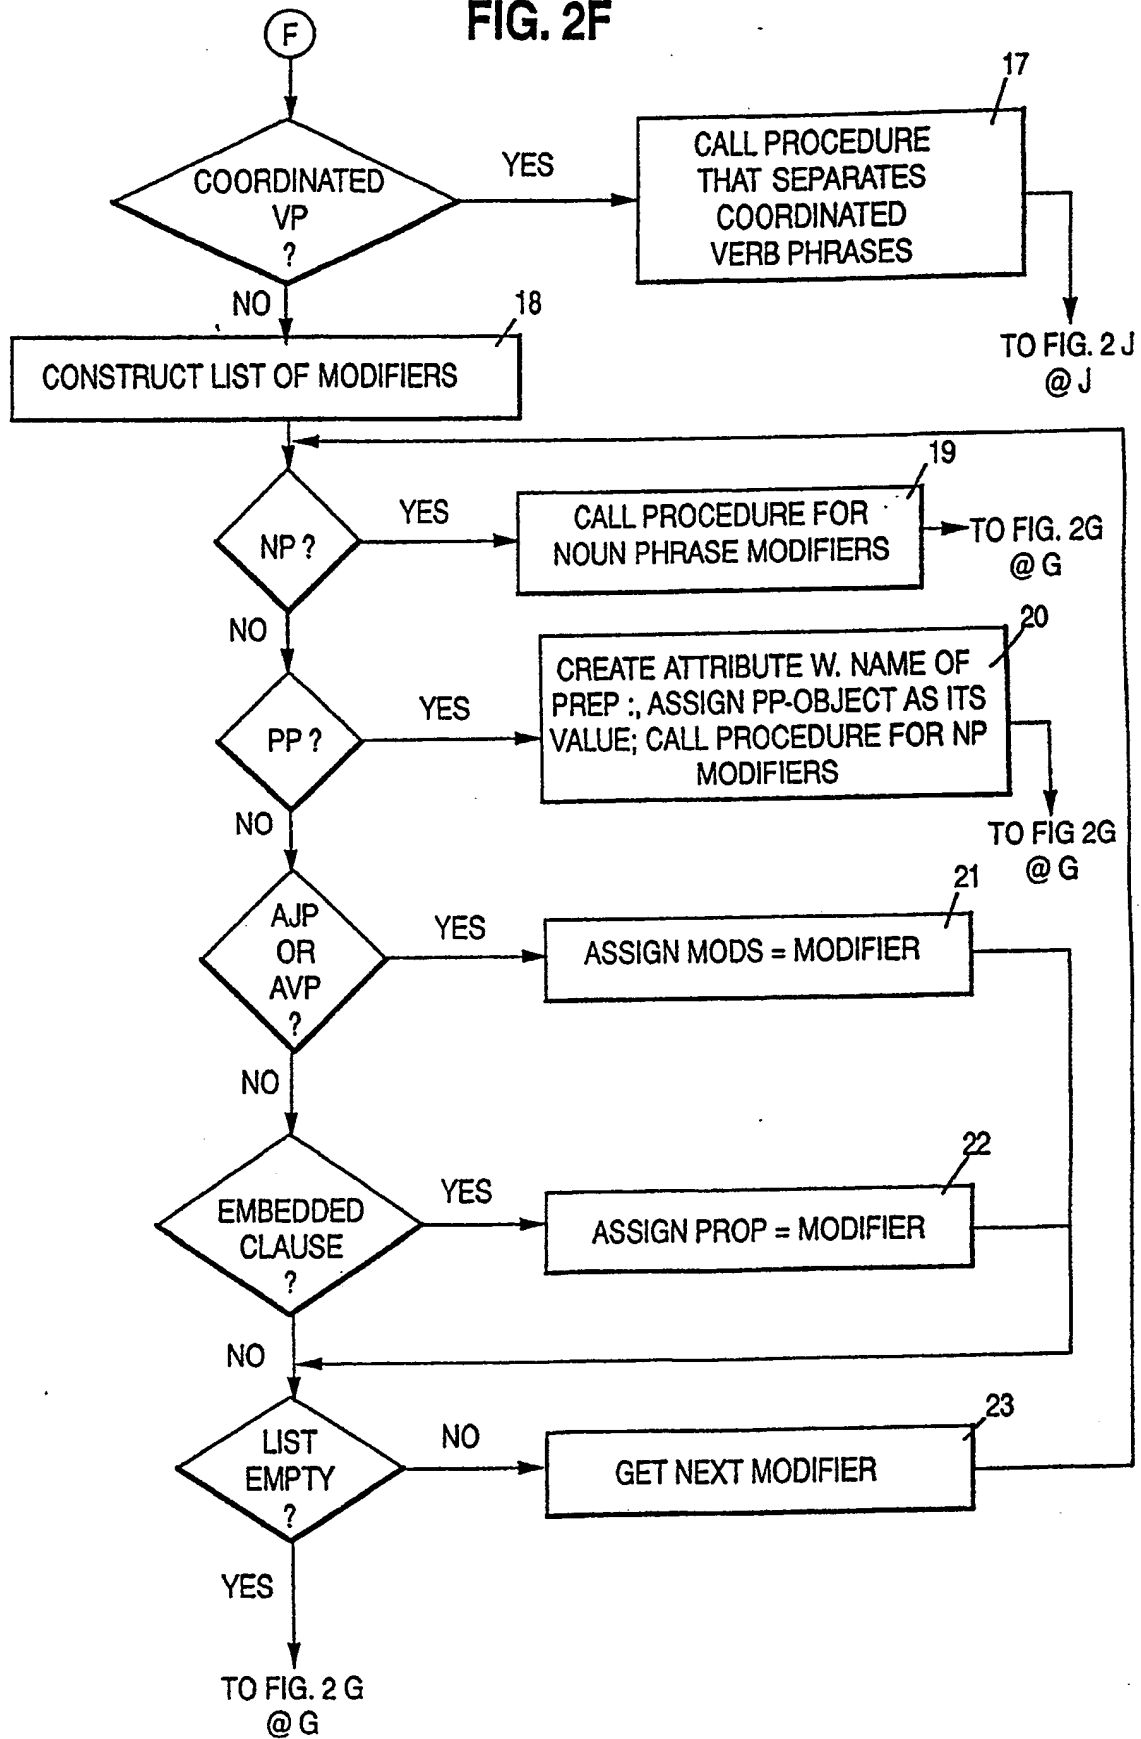 FIG. 2F
F
17
COORDINATED
VP
?
YES
CALL PROCEDURE
THAT SEPARATES
COORDINATED
VERB PHRASES
NO
18
TO FIG. 2 J
@ J
CONSTRUCT LIST OF MODIFIERS
19
NP ?
YES
CALL PROCEDURE FOR
NOUN PHRASE MODIFIERS
TO FIG. 2G
@ G
NO
20
PP ?
YES
CREATE ATTRIBUTE W. NAME OF
PREP :, ASSIGN PP-OBJECT AS ITS
VALUE; CALL PROCEDURE FOR NP
MODIFIERS
NO
TO FIG 2G
@ G
21
AJP
OR
AVP
?
YES
ASSIGN MODS = MODIFIER
NO
22
EMBEDDED
CLAUSE
?
YES
ASSIGN PROP = MODIFIER
NO
23
LIST
EMPTY
?
NO
GET NEXT MODIFIER
YES
TO FIG. 2 G
@ G